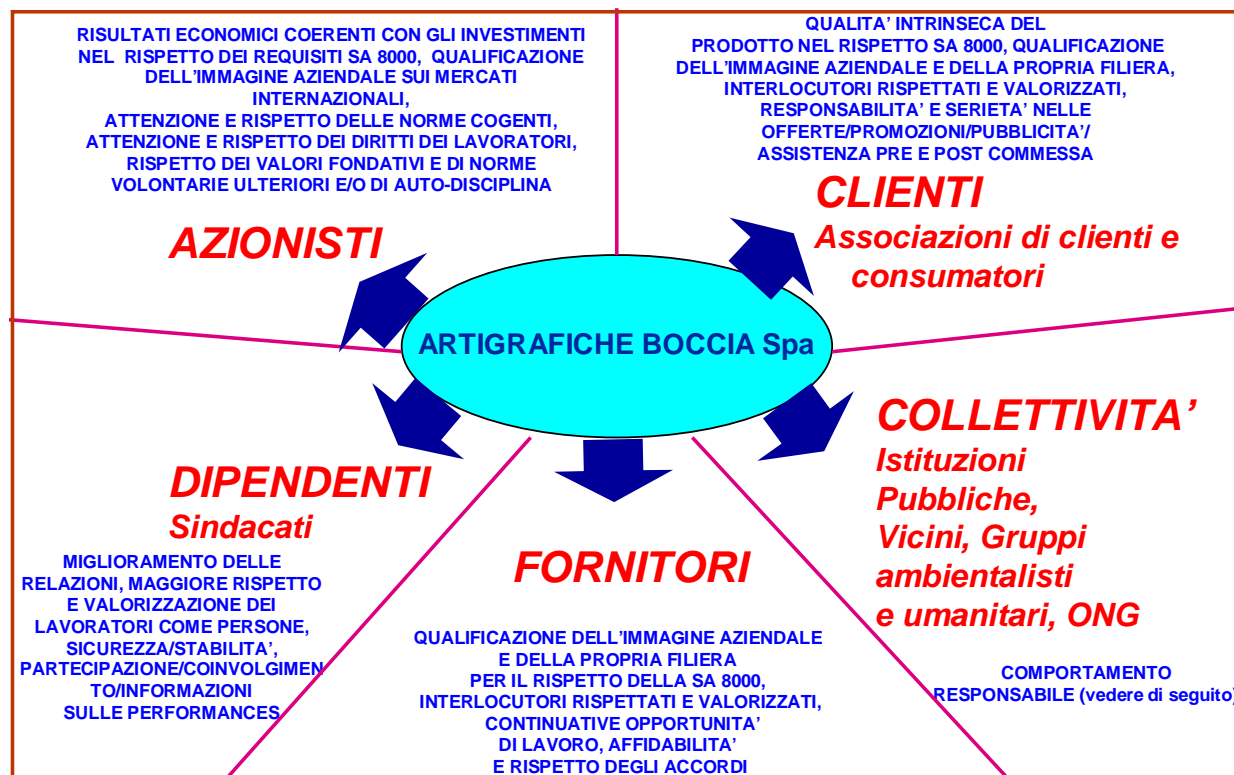 RISULTATI ECONOMICI COERENTI CON GLI INVESTIMENTI
NEL RISPETTO DEI REQUISITI SA 8000, QUALIFICAZIONE
DELL'IMMAGINE AZIENDALE SUI MERCATI
INTERNAZIONALI,
ATTENZIONE E RISPETTO DELLE NORME COGENTI,
ATTENZIONE E RISPETTO DEI DIRITTI DEI LAVORATORI,
RISPETTO DEI VALORI FONDATIVI E DI NORME
VOLONTARIE ULTERIORI E/O DI AUTO-DISCIPLINA
AZIONISTI
QUALITA' INTRINSECA DEL
PRODOTTO NEL RISPETTO SA 8000, QUALIFICAZIONE
DELL'IMMAGINE AZIENDALE E DELLA PROPRIA FILIERA,
INTERLOCUTORI RISPETTATI E VALORIZZATI,
RESPONSABILITA' E SERIETA' NELLE
OFFERTE/PROMOZIONI/PUBBLICITA'/
ASSISTENZA PRE E POST COMMESSA
CLIENTI
Associazioni di clienti e
consumatori
ARTIGRAFICHE BOCCIA Spa
DIPENDENTI
Sindacati
MIGLIORAMENTO DELLE
RELAZIONI, MAGGIORE RISPETTO
E VALORIZZAZIONE DEI
LAVORATORI COME PERSONE,
SICUREZZA/STABILITA',
PARTECIPAZIONE/COINVOLGIMEN
TO/INFORMAZIONI
SULLE PERFORMANCES
FORNITORI
QUALIFICAZIONE DELL'IMMAGINE AZIENDALE
E DELLA PROPRIA FILIERA
PER IL RISPETTO DELLA SA 8000,
INTERLOCUTORI RISPETTATI E VALORIZZATI,
CONTINUATIVE OPPORTUNITA'
DI LAVORO, AFFIDABILITA'
E RISPETTO DEGLI ACCORDI
COLLETTIVITA'
Istituzioni
Pubbliche,
Vicini, Gruppi
ambientalisti
e umanitari, ONG
COMPORTAMENTO
RESPONSABILE (vedere di seguito)